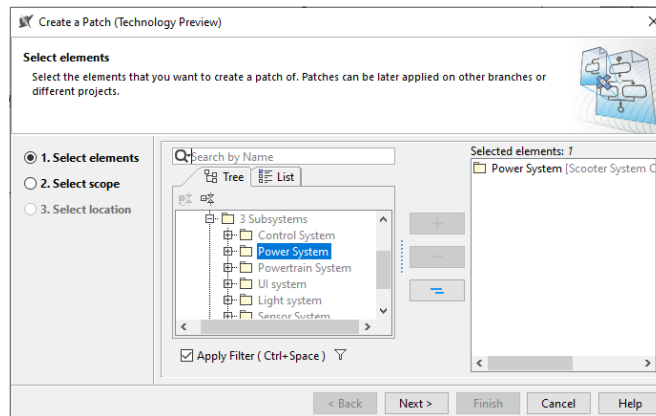 Create a Patch (Technology Preview)
Select elements
Select the elements that you want to create a patch of. Patches can be later applied on other branches or
different projects.
1. Select elements
2. Select scope
3. Select location
Search by Name
Tree
List
3 Subsystems
Control System
Power System
Powertrain System
UI system
Light system
Sensor System
Apply Filter ( Ctrl+Space )
Selected elements: 1
Power System [Scooter System C
< Back
Next >
Finish
Cancel
Help